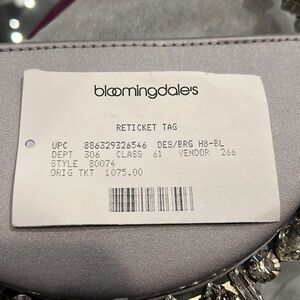 bloomingdale's
RETICKET TAG
UPC 886329326546 DES/BRG HB-BL
DEPT 306 CLASS 61 VENDOR 266
STYLE 80074
ORIG TKT 1075.00